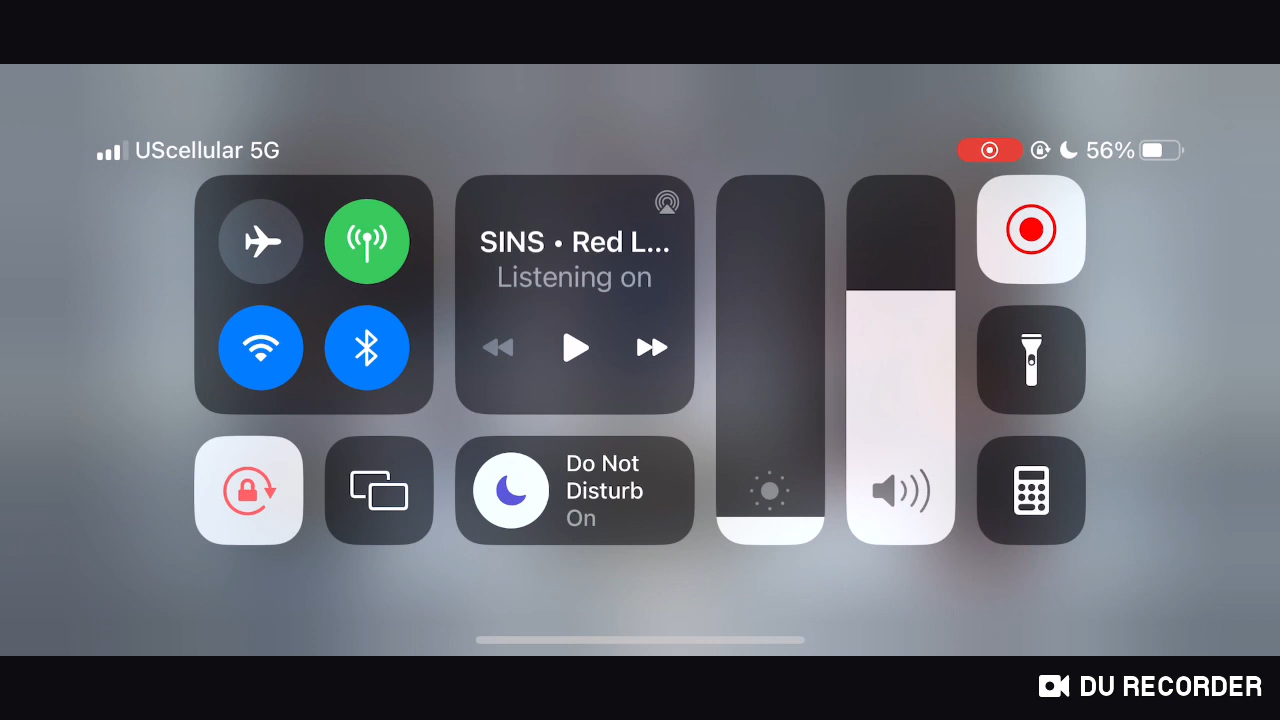 UScellular 5G
56%
SINS • Red L...
Listening on
Do Not
Disturb
On
DU RECORDER